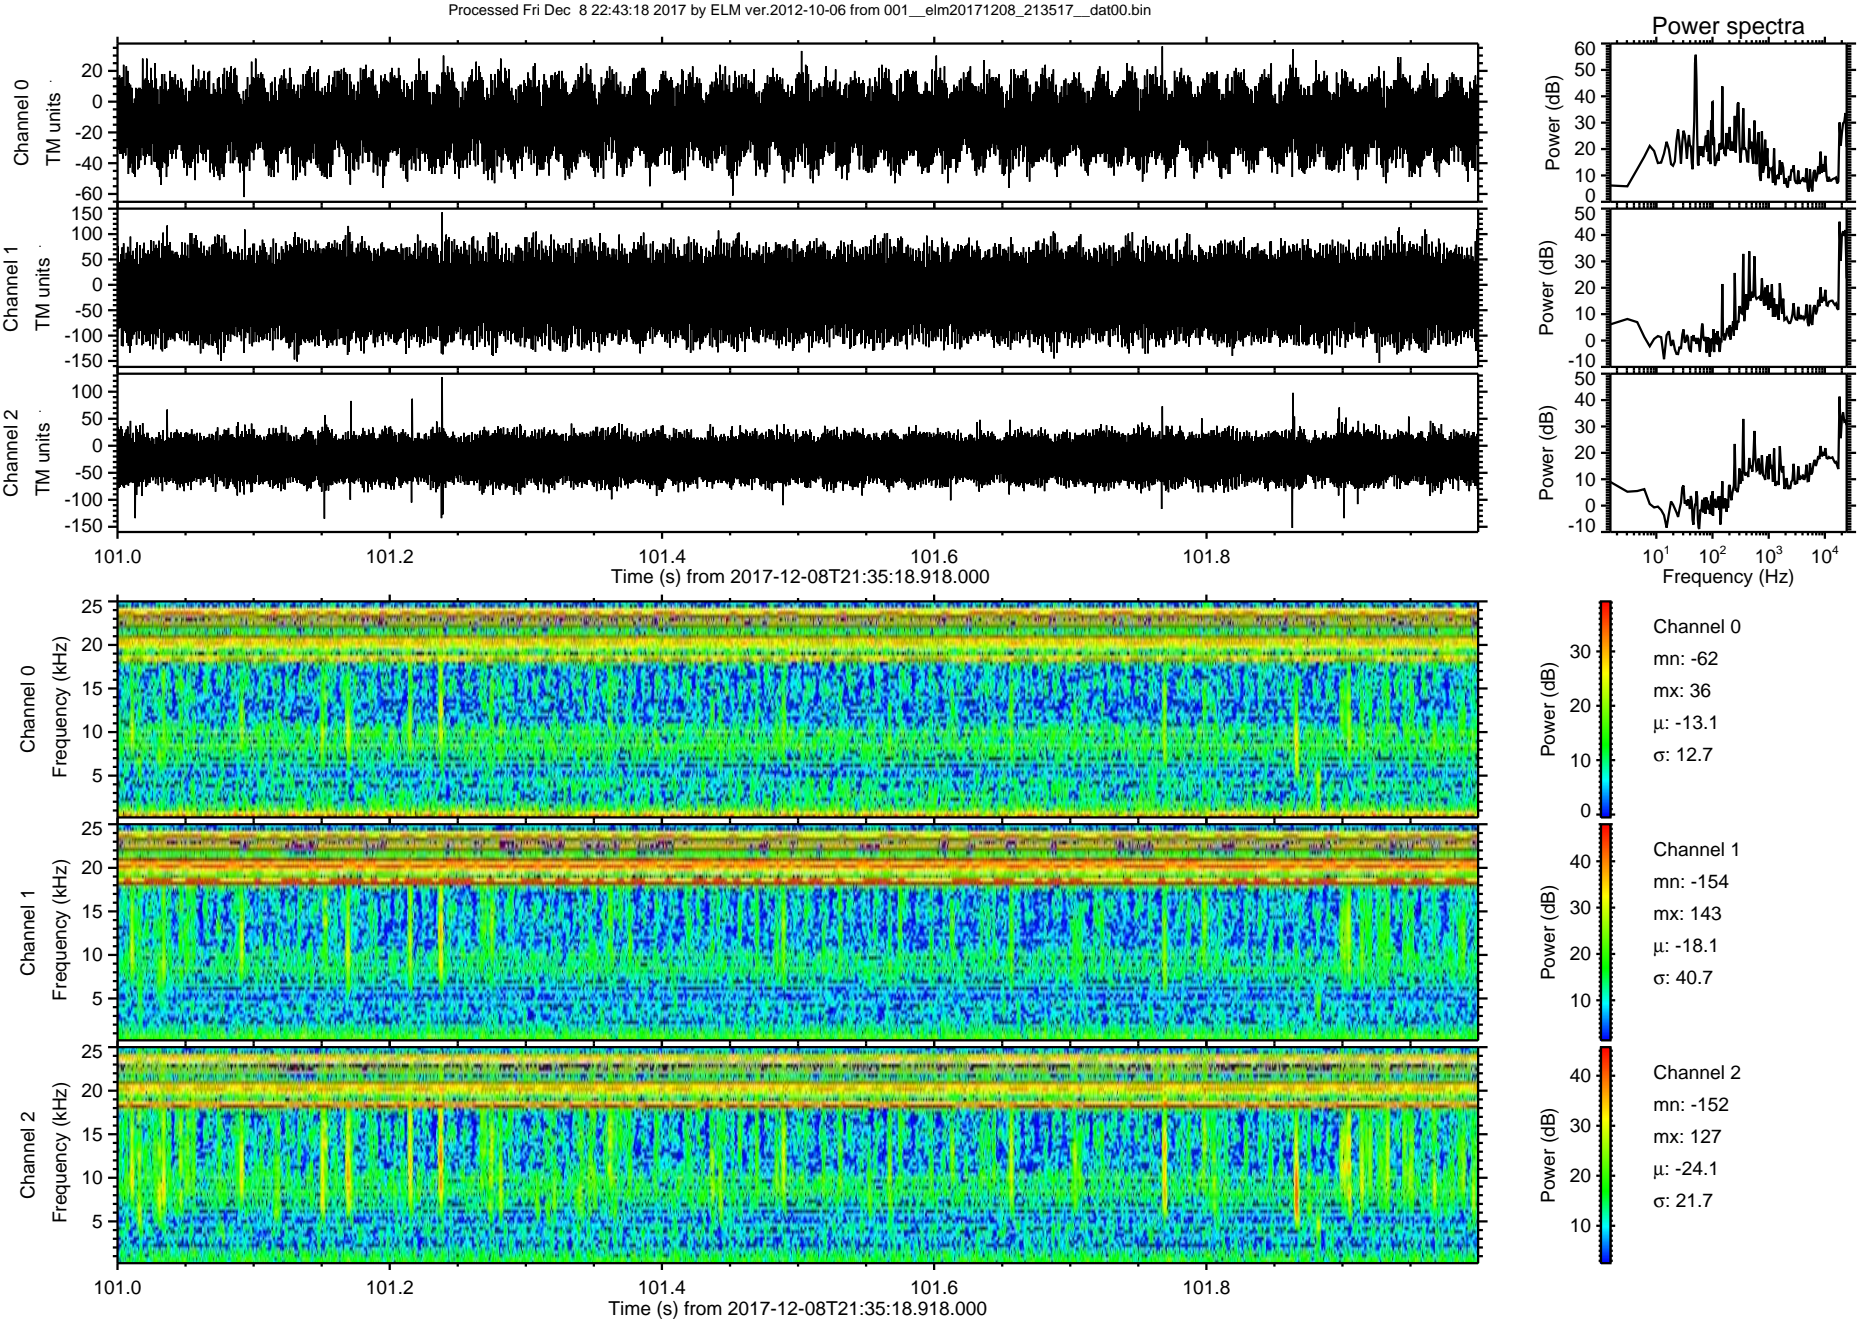 Processed Fri Dec 8 22:43:18 2017 by ELM ver.2012-10-06 from 001__elm20171208_213517__dat00.bin
Power spectra
Channel 0
TM units
20
0
-20
-40
-60
Power (dB)
60
50
40
30
20
10
0
Channel 1
TM units
150
100
50
0
-50
-100
-150
Power (dB)
50
40
30
20
10
0
-10
Channel 2
TM units
100
50
0
-50
-100
-150
Power (dB)
50
40
30
20
10
0
-10
101.0 101.2 101.4 101.6 101.8
Time (s) from 2017-12-08T21:35:18.918.000
10¹ 10² 10³ 10⁴
Frequency (Hz)
Channel 0
Frequency (kHz)
25
20
15
10
5
Power (dB)
30
20
10
0
Channel 0
mn: -62
mx: 36
μ: -13.1
σ: 12.7
Channel 1
Frequency (kHz)
25
20
15
10
5
Power (dB)
40
30
20
10
Channel 1
mn: -154
mx: 143
μ: -18.1
σ: 40.7
Channel 2
Frequency (kHz)
25
20
15
10
5
Power (dB)
40
30
20
10
Channel 2
mn: -152
mx: 127
μ: -24.1
σ: 21.7
101.0 101.2 101.4 101.6 101.8
Time (s) from 2017-12-08T21:35:18.918.000